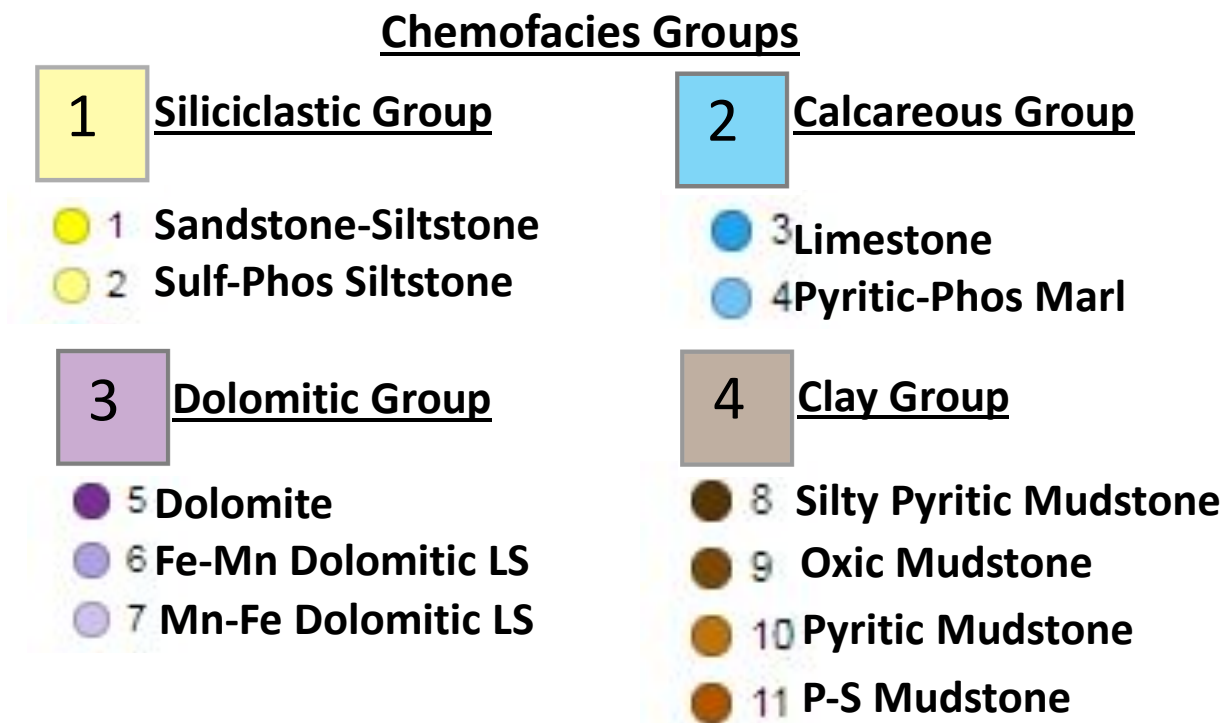 Chemofacies Groups
1 Siliciclastic Group
1 Sandstone-Siltstone
2 Sulf-Phos Siltstone
2 Calcareous Group
3 Limestone
4 Pyritic-Phos Marl
3 Dolomitic Group
5 Dolomite
6 Fe-Mn Dolomitic LS
7 Mn-Fe Dolomitic LS
4 Clay Group
8 Silty Pyritic Mudstone
9 Oxic Mudstone
10 Pyritic Mudstone
11 P-S Mudstone